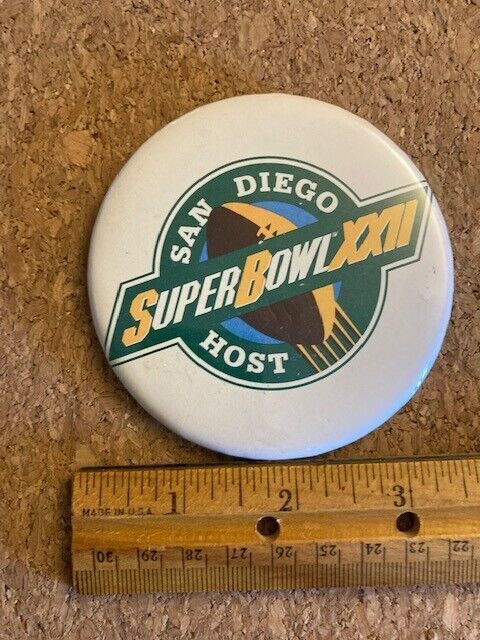 SAN DIEGO
SUPER BOWL XXII
HOST
1 2 3
MADE IN U.S.A.
30 29 28 27 26 25 24 23 22